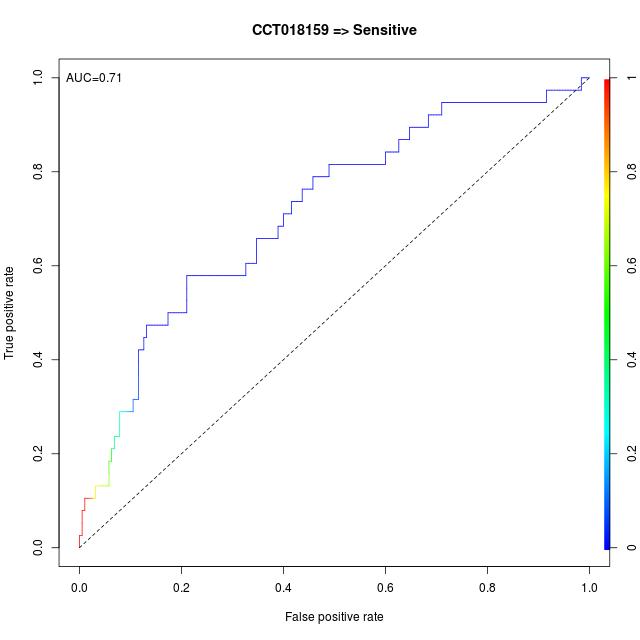 CCT018159 => Sensitive
AUC=0.71
True positive rate
1.0
0.8
0.6
0.4
0.2
0.0
0.0 0.2 0.4 0.6 0.8 1.0
False positive rate
1
0.8
0.6
0.4
0.2
0